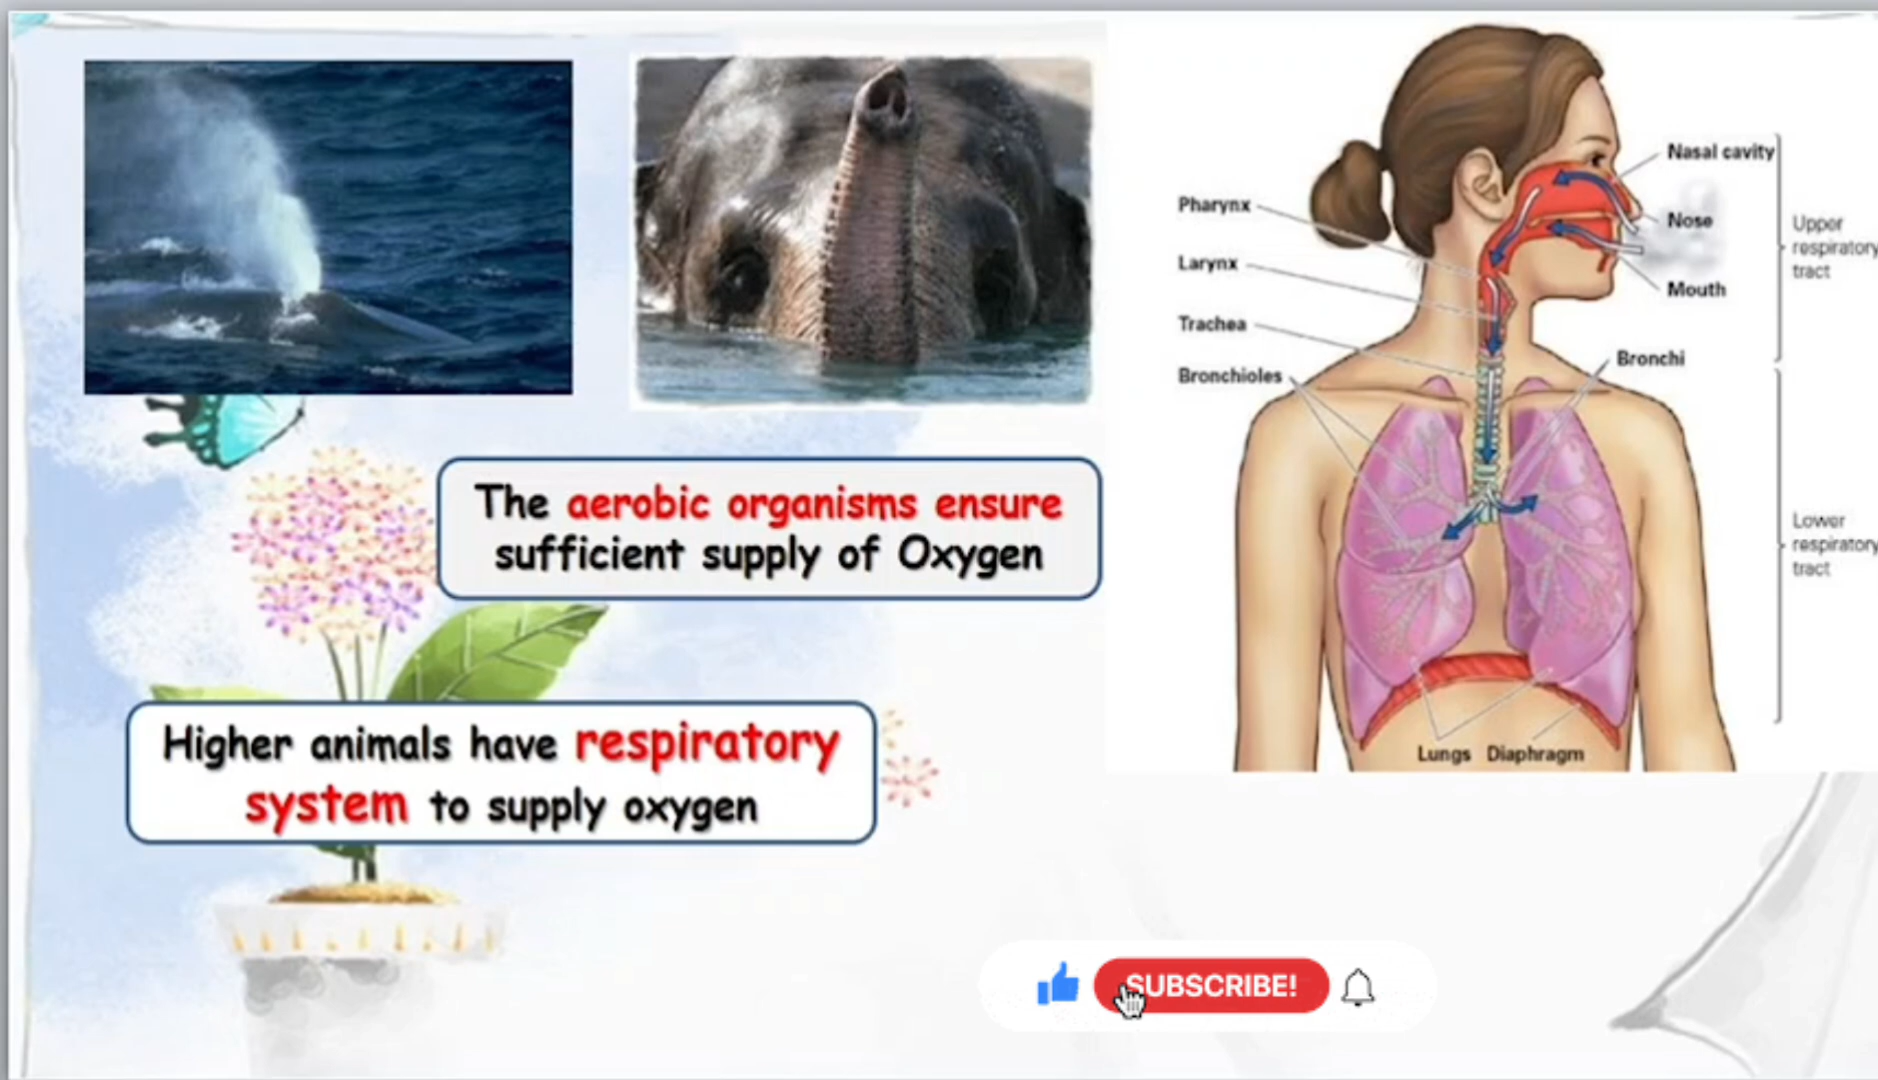 The aerobic organisms ensure
sufficient supply of Oxygen
Higher animals have respiratory
system to supply oxygen
Nasal cavity
Pharynx
Nose
Upper
respiratory
tract
Larynx
Mouth
Trachea
Bronchi
Bronchioles
Lower
respiratory
tract
Lungs Diaphragm
SUBSCRIBE!